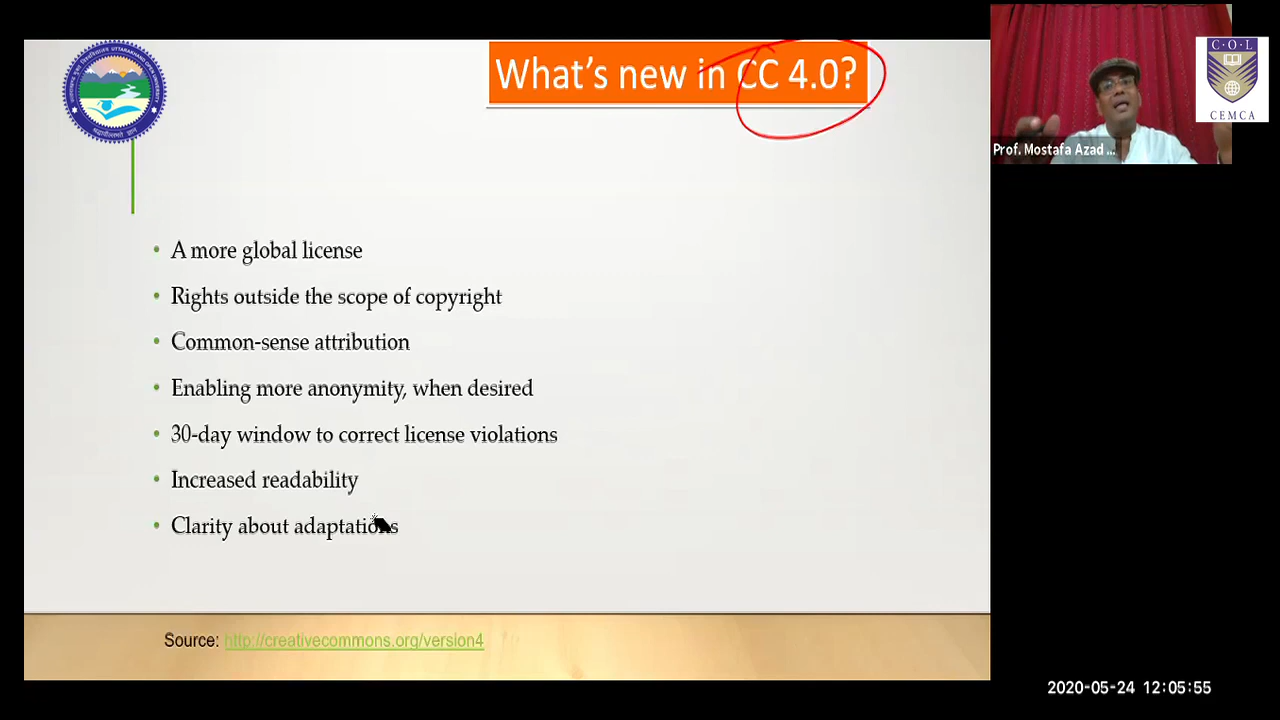 What's new in CC 4.0?
C·O·L
CEMCA
Prof. Mostafa Azad ...
• A more global license
• Rights outside the scope of copyright
• Common-sense attribution
• Enabling more anonymity, when desired
• 30-day window to correct license violations
• Increased readability
• Clarity about adaptations
Source: http://creativecommons.org/version4
2020-05-24 12:05:55